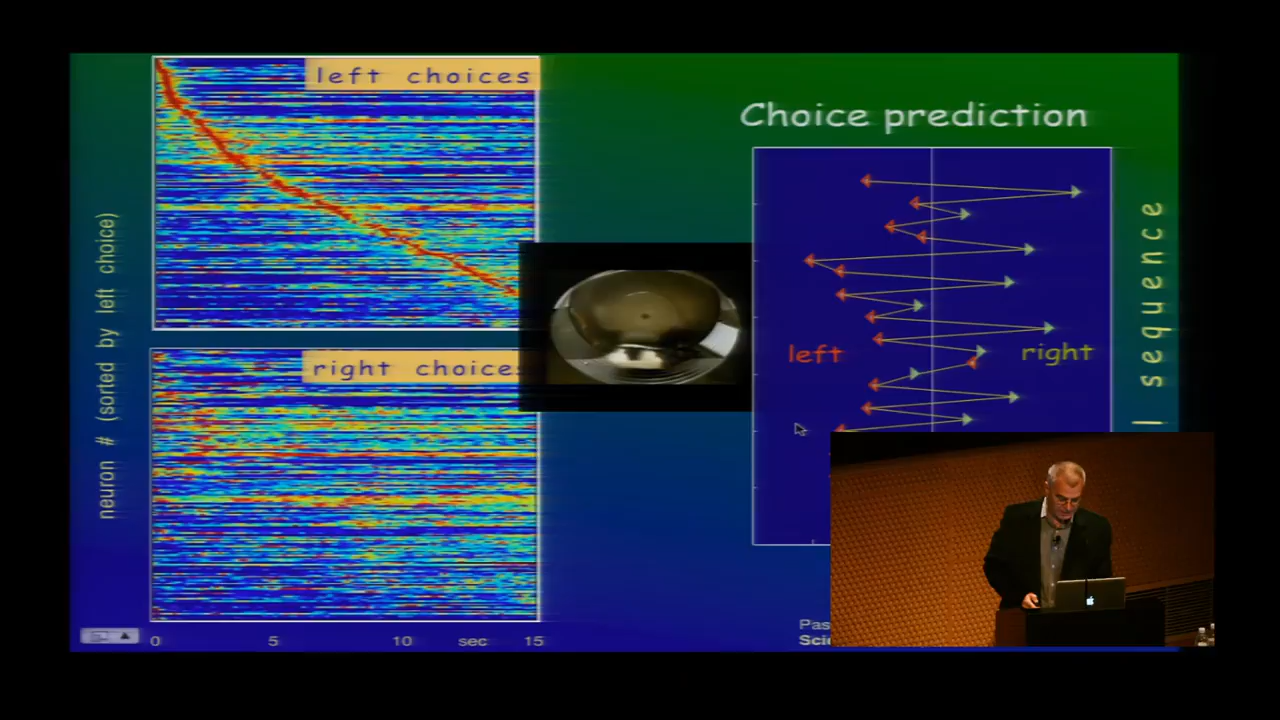 left choices
right choices
neuron # (sorted by left choice)
0 5 10 sec 15
Choice prediction
left
right
sequence